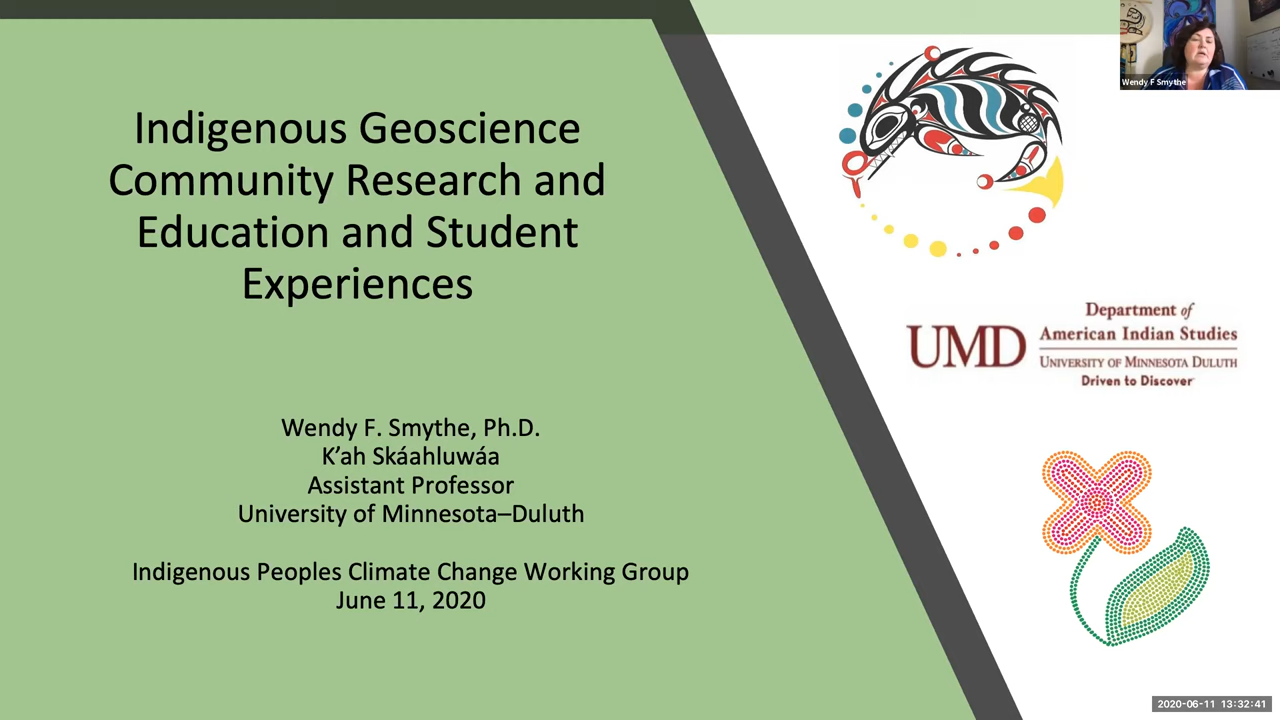 Indigenous Geoscience
Community Research and
Education and Student
Experiences
Wendy F. Smythe, Ph.D.
K’ah Skáahluwáa
Assistant Professor
University of Minnesota–Duluth
Indigenous Peoples Climate Change Working Group
June 11, 2020
Wendy F Smythe
UMD
Department of
American Indian Studies
University of Minnesota Duluth
Driven to Discover
2020-06-11 13:32:41